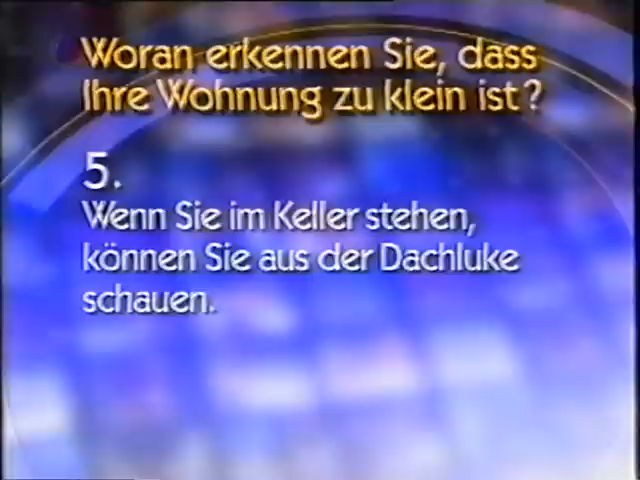 Woran erkennen Sie, dass
Ihre Wohnung zu klein ist?
5.
Wenn Sie im Keller stehen,
können Sie aus der Dachluke
schauen.